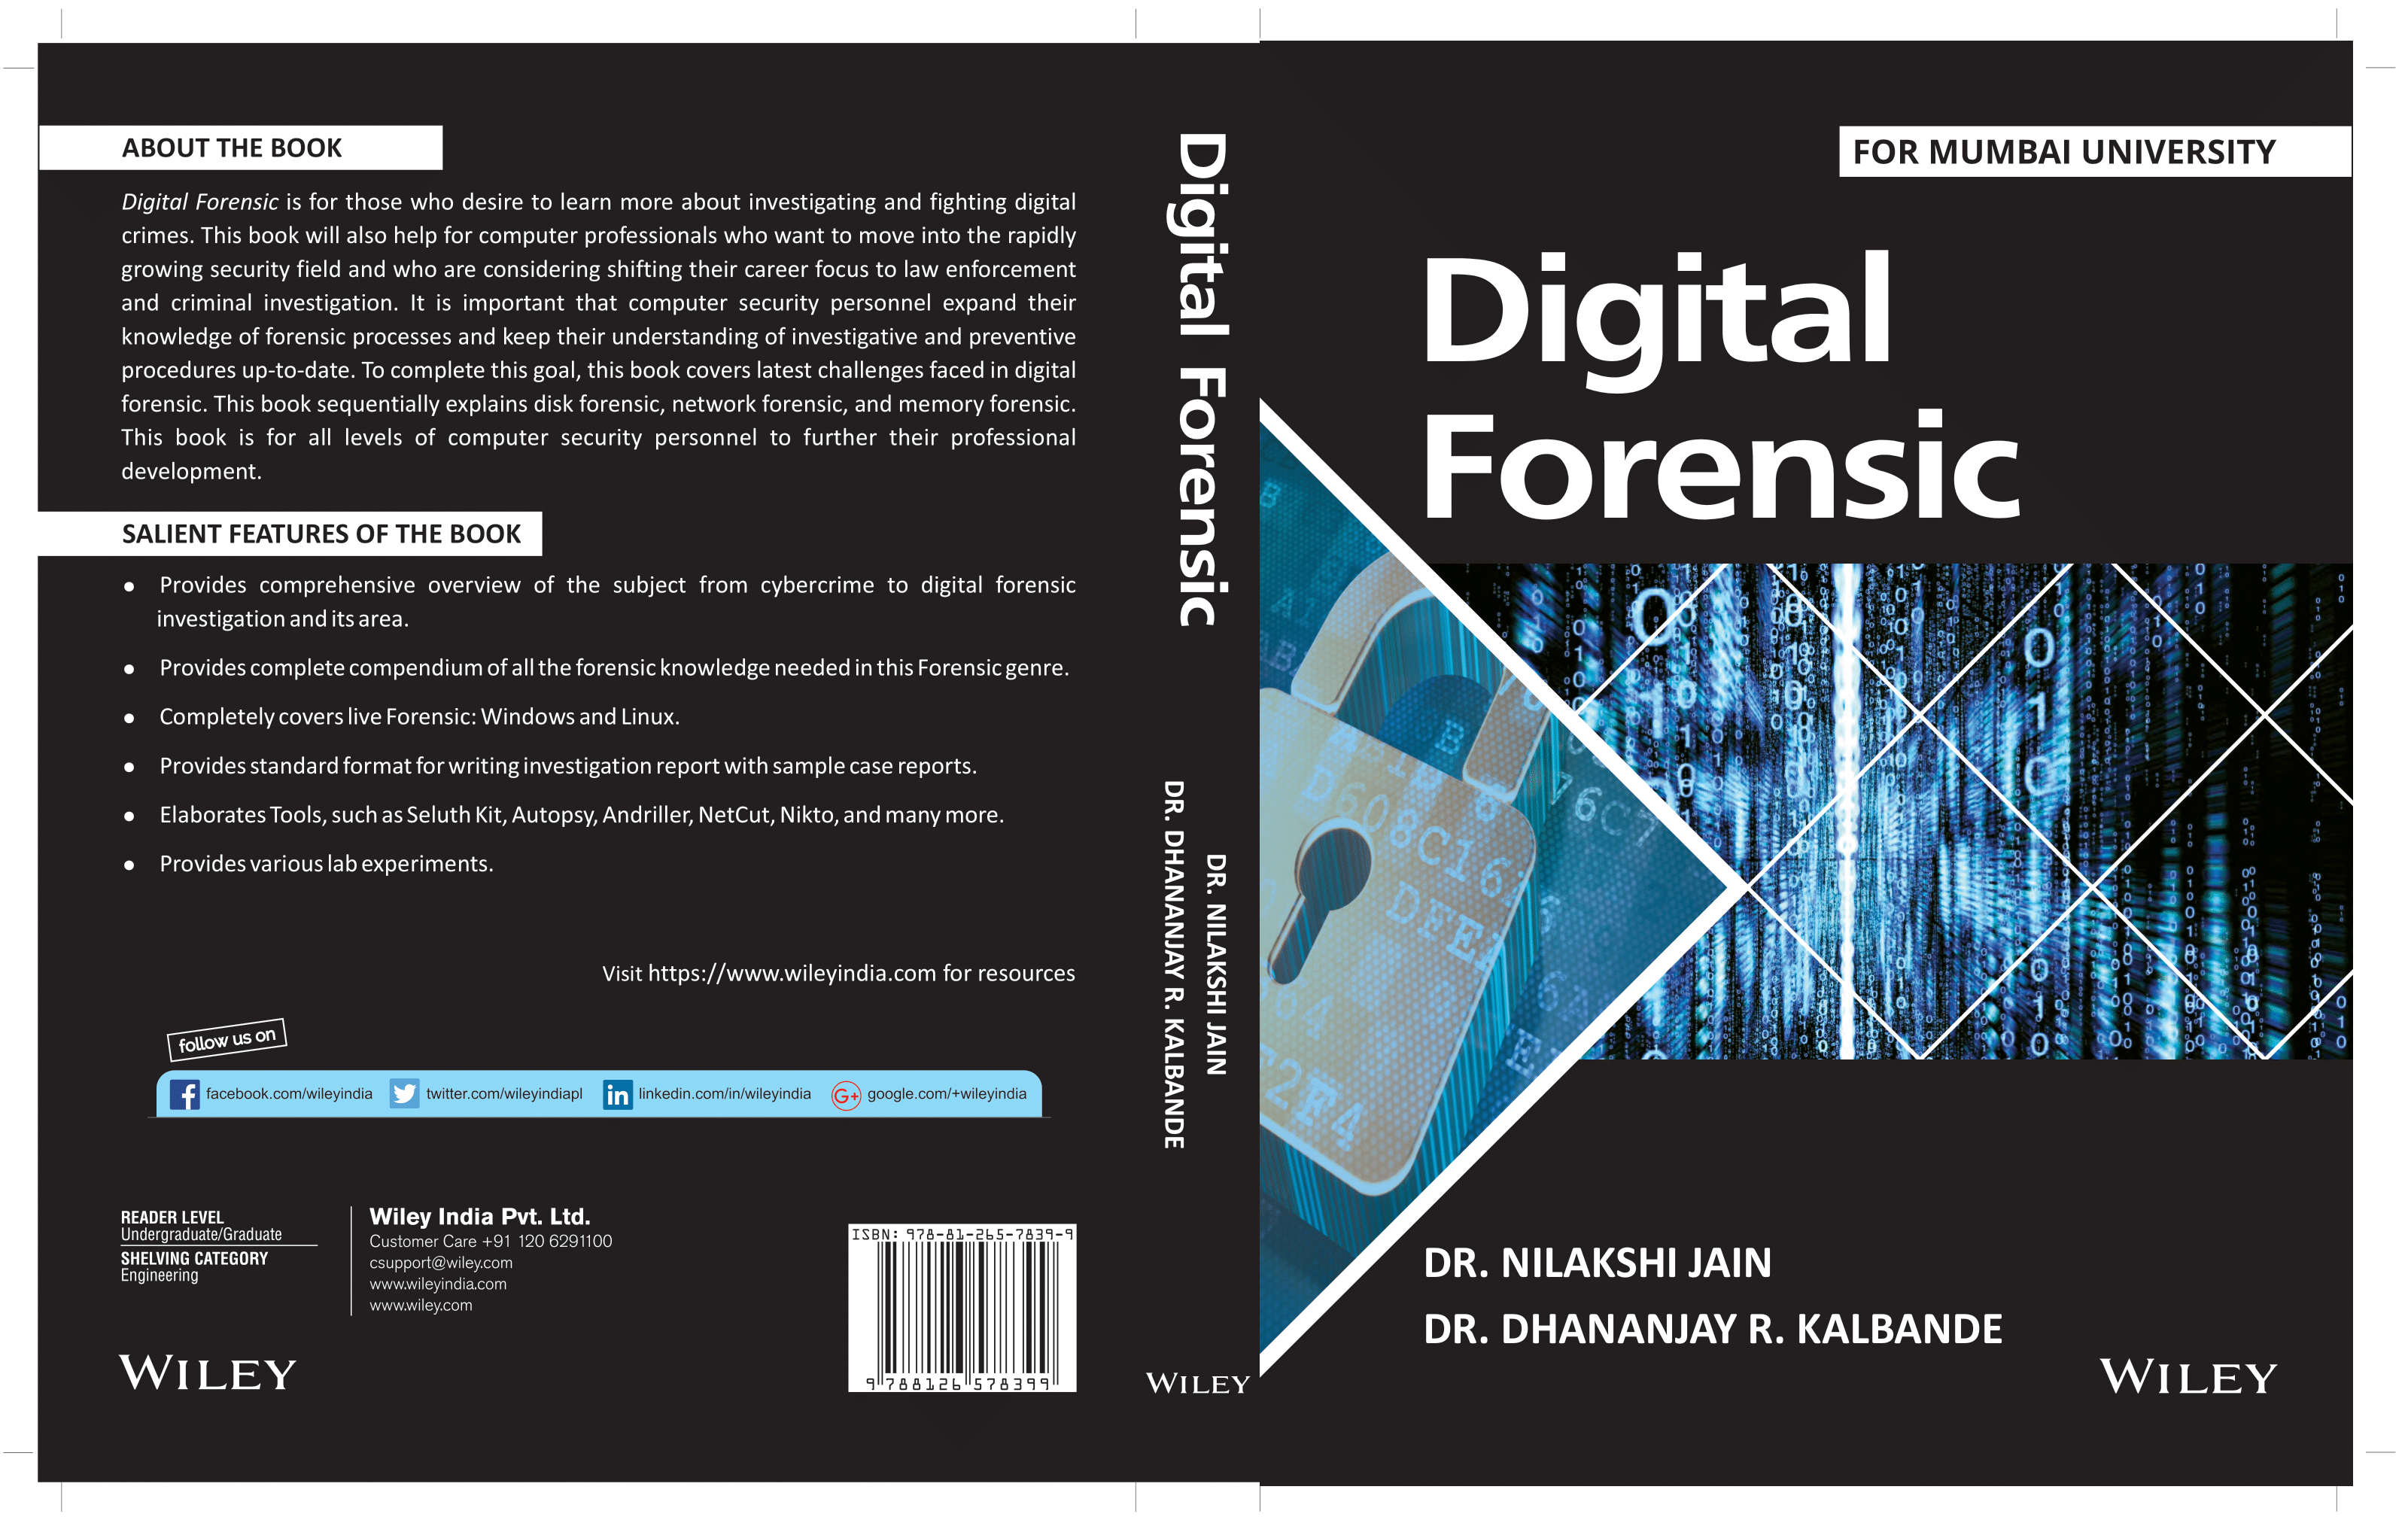 ABOUT THE BOOK
Digital Forensic is for those who desire to learn more about investigating and fighting digital
crimes. This book will also help for computer professionals who want to move into the rapidly
growing security field and who are considering shifting their career focus to law enforcement
and criminal investigation. It is important that computer security personnel expand their
knowledge of forensic processes and keep their understanding of investigative and preventive
procedures up-to-date. To complete this goal, this book covers latest challenges faced in digital
forensic. This book sequentially explains disk forensic, network forensic, and memory forensic.
This book is for all levels of computer security personnel to further their professional
development.
SALIENT FEATURES OF THE BOOK
● Provides comprehensive overview of the subject from cybercrime to digital forensic
investigation and its area.
● Provides complete compendium of all the forensic knowledge needed in this Forensic genre.
● Completely covers live Forensic: Windows and Linux.
● Provides standard format for writing investigation report with sample case reports.
● Elaborates Tools, such as Seluth Kit, Autopsy, Andriller, NetCut, Nikto, and many more.
● Provides various lab experiments.
Visit https://www.wileyindia.com for resources
follow us on
facebook.com/wileyindia twitter.com/wileyindiapl linkedin.com/in/wileyindia google.com/+wileyindia
READER LEVEL
Undergraduate/Graduate
SHELVING CATEGORY
Engineering
Wiley India Pvt. Ltd.
Customer Care +91 120 6291100
csupport@wiley.com
www.wileyindia.com
www.wiley.com
WILEY
ISBN: 978-81-265-7839-9
9 788126 578399
Digital Forensic
DR. NILAKSHI JAIN
DR. DHANANJAY R. KALBANDE
WILEY
FOR MUMBAI UNIVERSITY
Digital
Forensic
D608C16
DFE
76C7
72F4
DR. NILAKSHI JAIN
DR. DHANANJAY R. KALBANDE
WILEY